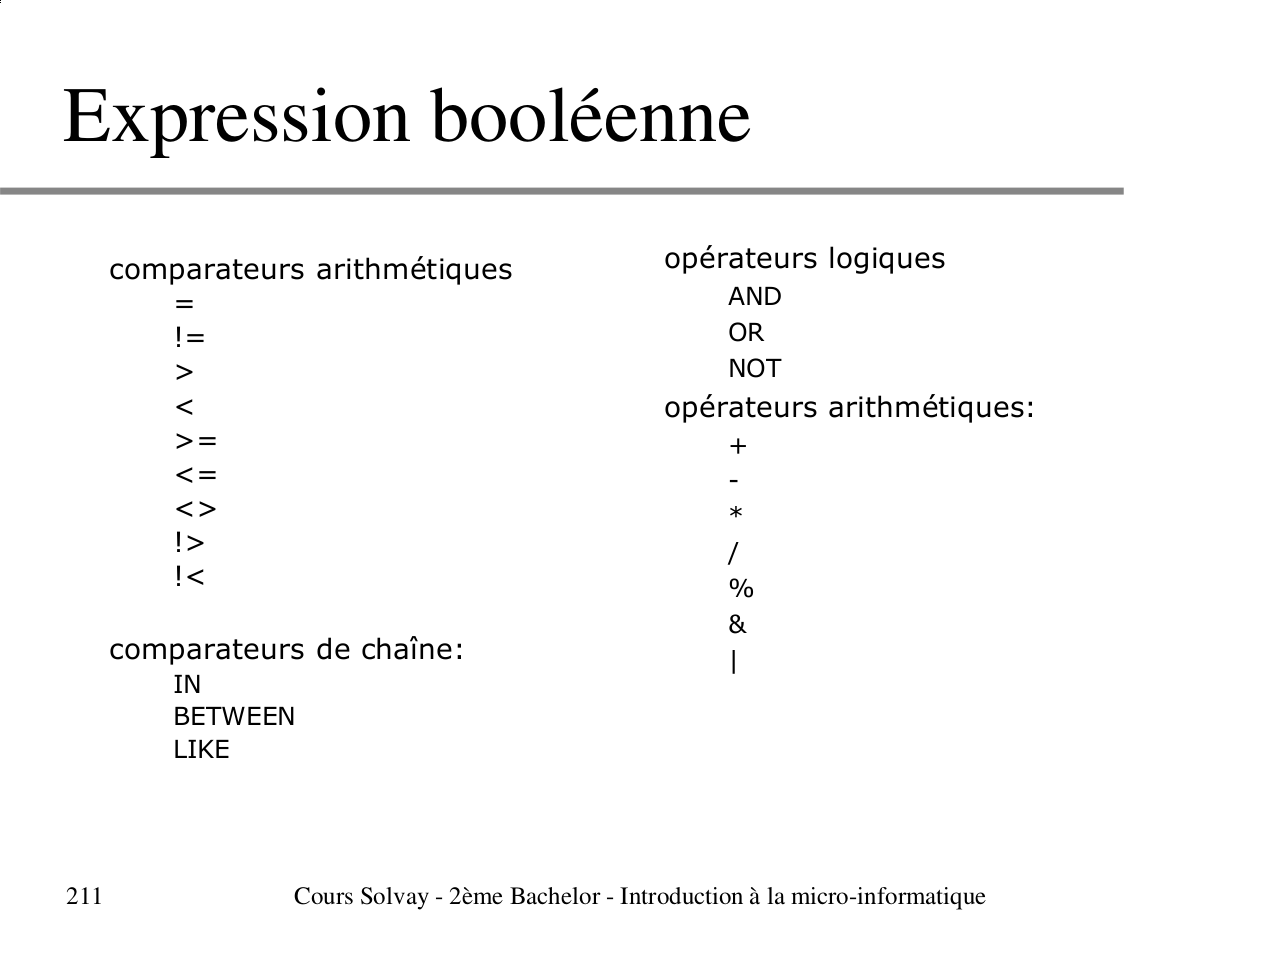 Expression booléenne
comparateurs arithmétiques
=
!=
>
<
>=
<=
<>
!>
!<
comparateurs de chaîne:
IN
BETWEEN
LIKE
opérateurs logiques
AND
OR
NOT
opérateurs arithmétiques:
+
-
*
/
%
&
|
211
Cours Solvay - 2ème Bachelor - Introduction à la micro-informatique